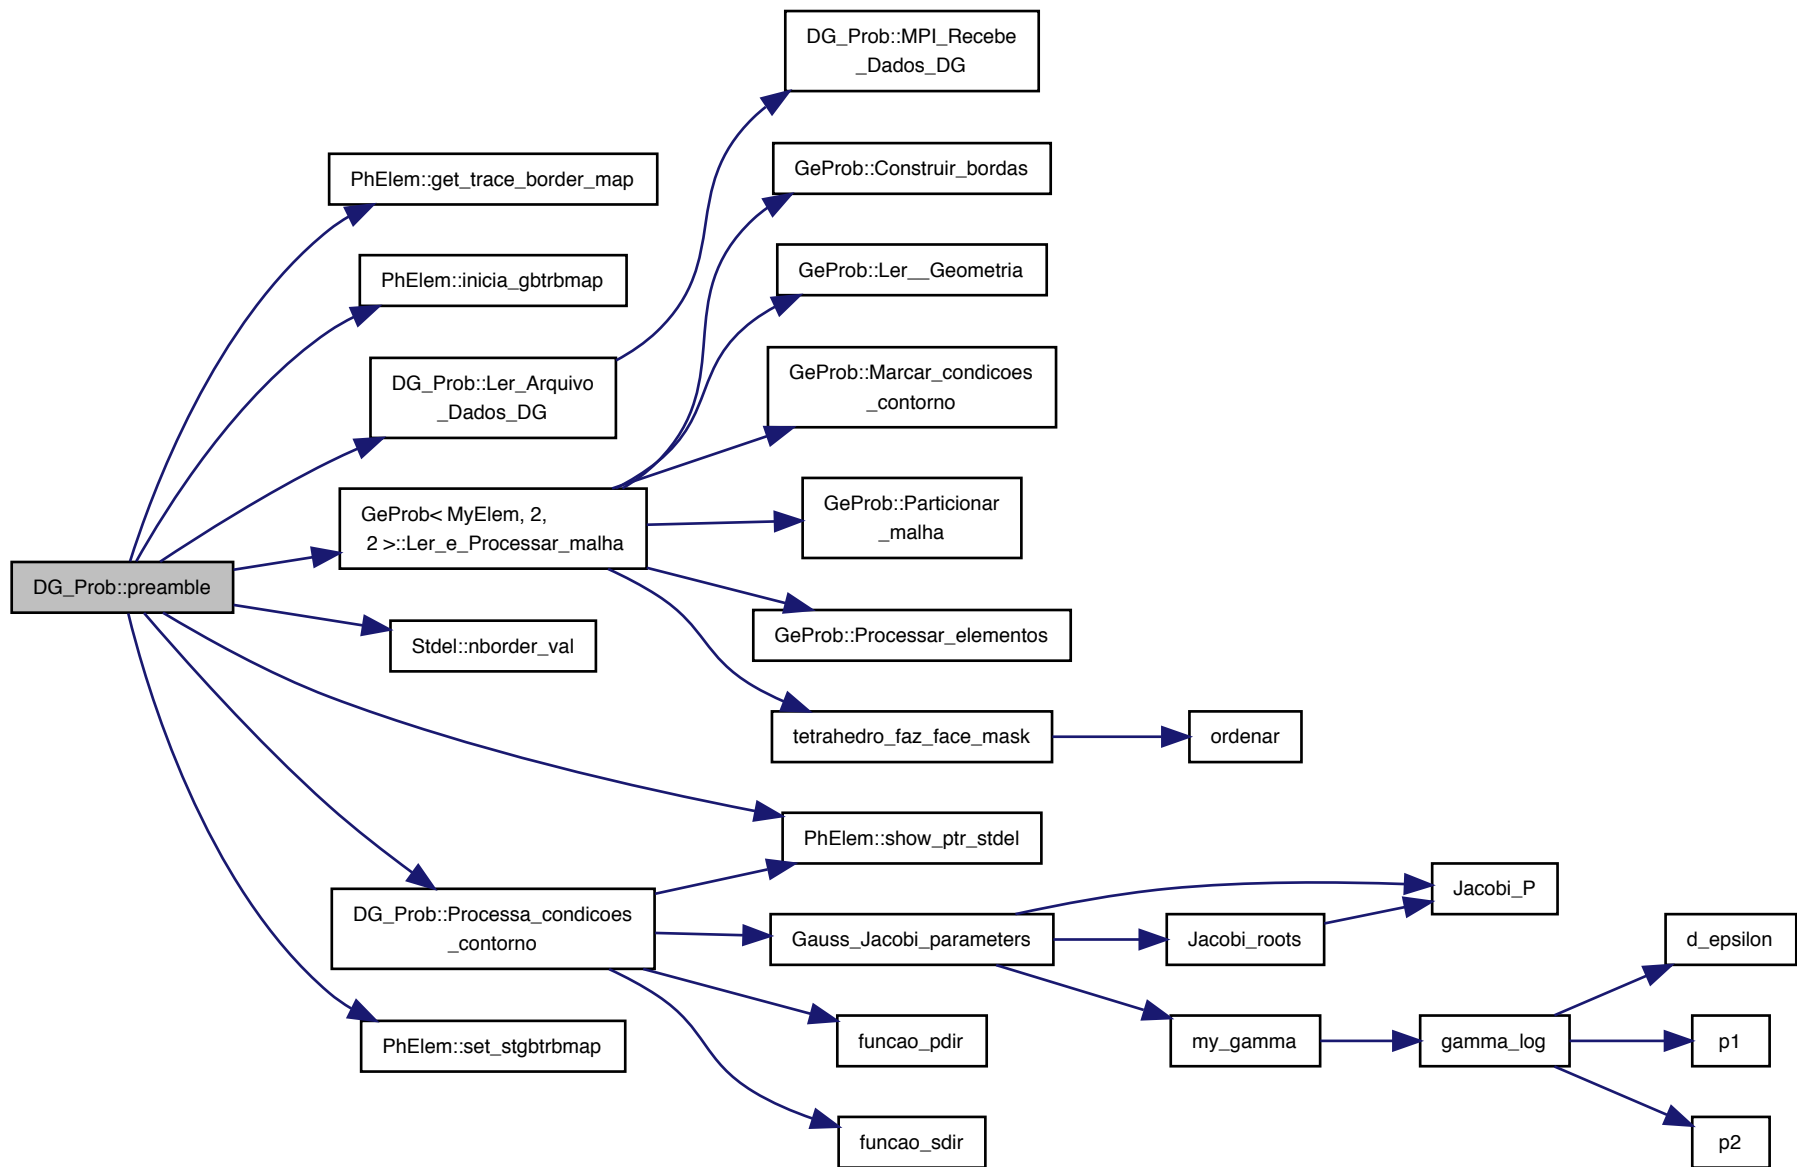 DG_Prob::MPI_Recebe
_Dados_DG
PhElem::get_trace_border_map
GeProb::Construir_bordas
PhElem::inicia_gbtrbmap
GeProb::Ler__Geometria
DG_Prob::Ler_Arquivo
_Dados_DG
GeProb::Marcar_condicoes
_contorno
GeProb< MyElem, 2,
2 >::Ler_e_Processar_malha
GeProb::Particionar
_malha
DG_Prob::preamble
Stdel::nborder_val
GeProb::Processar_elementos
tetrahedro_faz_face_mask
ordenar
PhElem::show_ptr_stdel
DG_Prob::Processa_condicoes
_contorno
Gauss_Jacobi_parameters
Jacobi_roots
Jacobi_P
d_epsilon
PhElem::set_stgbtrbmap
funcao_pdir
my_gamma
gamma_log
p1
funcao_sdir
p2